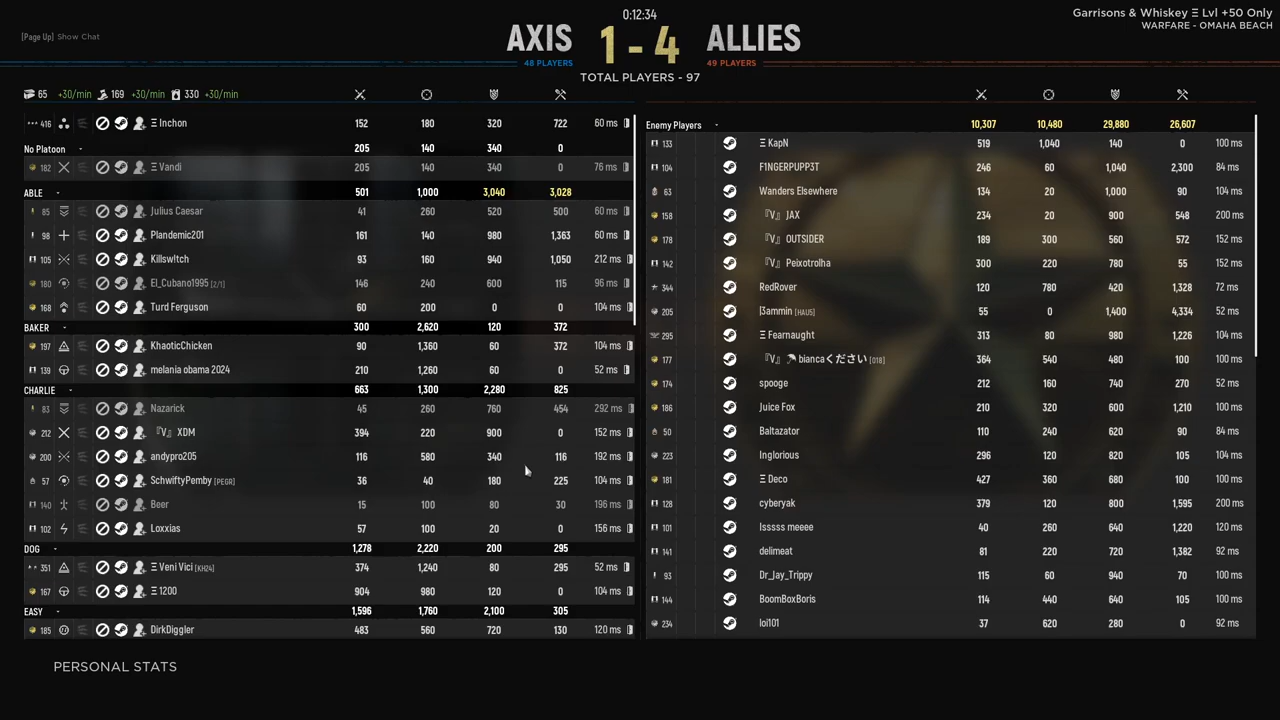 [Page Up] Show Chat
0:12:34
AXIS 1 - 4 ALLIES
48 PLAYERS 49 PLAYERS
TOTAL PLAYERS - 97
Garrisons & Whiskey Ξ Lvl +50 Only
WARFARE - OMAHA BEACH
65 +30/min 169 +30/min 330 +30/min
416 Ξ Inchon 152 180 320 722 60 ms
No Platoon 205 140 340 0
182 Ξ Vandi 205 140 340 0 76 ms
ABLE 501 1,000 3,040 3,028
85 Julius Caesar 41 260 520 500 60 ms
98 Plandemic201 161 140 980 1,363 60 ms
105 Killsw!tch 93 160 940 1,050 212 ms
180 El_Cubano1995 [2/1] 146 240 600 115 96 ms
168 Turd Ferguson 60 200 0 0 104 ms
BAKER 300 2,620 120 372
197 KhaoticChicken 90 1,360 60 372 104 ms
139 melania obama 2024 210 1,260 60 0 52 ms
CHARLIE 663 1,300 2,280 825
83 Nazarick 45 260 760 454 292 ms
212 『V』 XDM 394 220 900 0 152 ms
200 andypro205 116 580 340 116 192 ms
57 SchwiftyPemby [PEGR] 36 40 180 225 104 ms
140 Beer 15 100 80 30 196 ms
102 Loxxias 57 100 20 0 156 ms
DOG 1,278 2,220 200 295
351 Ξ Veni Vici [KH24] 374 1,240 80 295 52 ms
167 Ξ 1200 904 980 120 0 104 ms
EASY 1,596 1,760 2,100 305
185 DirkDiggler 483 560 720 130 120 ms
Enemy Players 10,307 10,480 29,880 26,607
133 Ξ KapN 519 1,040 140 0 100 ms
104 F1NGERPUPP3T 246 60 1,040 2,300 84 ms
63 Wanders Elsewhere 134 20 1,000 90 104 ms
158 『V』 JAX 234 20 900 548 200 ms
178 『V』 OUTSIDER 189 300 560 572 152 ms
142 『V』 Peixotrolha 300 220 780 55 152 ms
344 RedRover 120 780 420 1,328 72 ms
205 |3ammin [HAUS] 55 0 1,400 4,334 52 ms
295 Ξ Fearnaught 313 80 980 1,226 104 ms
177 『V』 ☂ biancaください [018] 364 540 480 100 100 ms
174 spooge 212 160 740 270 52 ms
186 Juice Fox 210 320 600 1,210 100 ms
50 Baltazator 110 240 620 90 84 ms
223 Inglorious 296 120 820 105 104 ms
181 Ξ Deco 427 360 680 100 100 ms
128 cyberyak 379 120 800 1,595 200 ms
101 Isssss meeee 40 260 640 1,220 120 ms
141 delimeat 81 220 720 1,382 92 ms
93 Dr_Jay_Trippy 115 60 940 70 100 ms
144 BoomBoxBoris 114 440 640 105 100 ms
234 loi101 37 620 280 0 92 ms
PERSONAL STATS